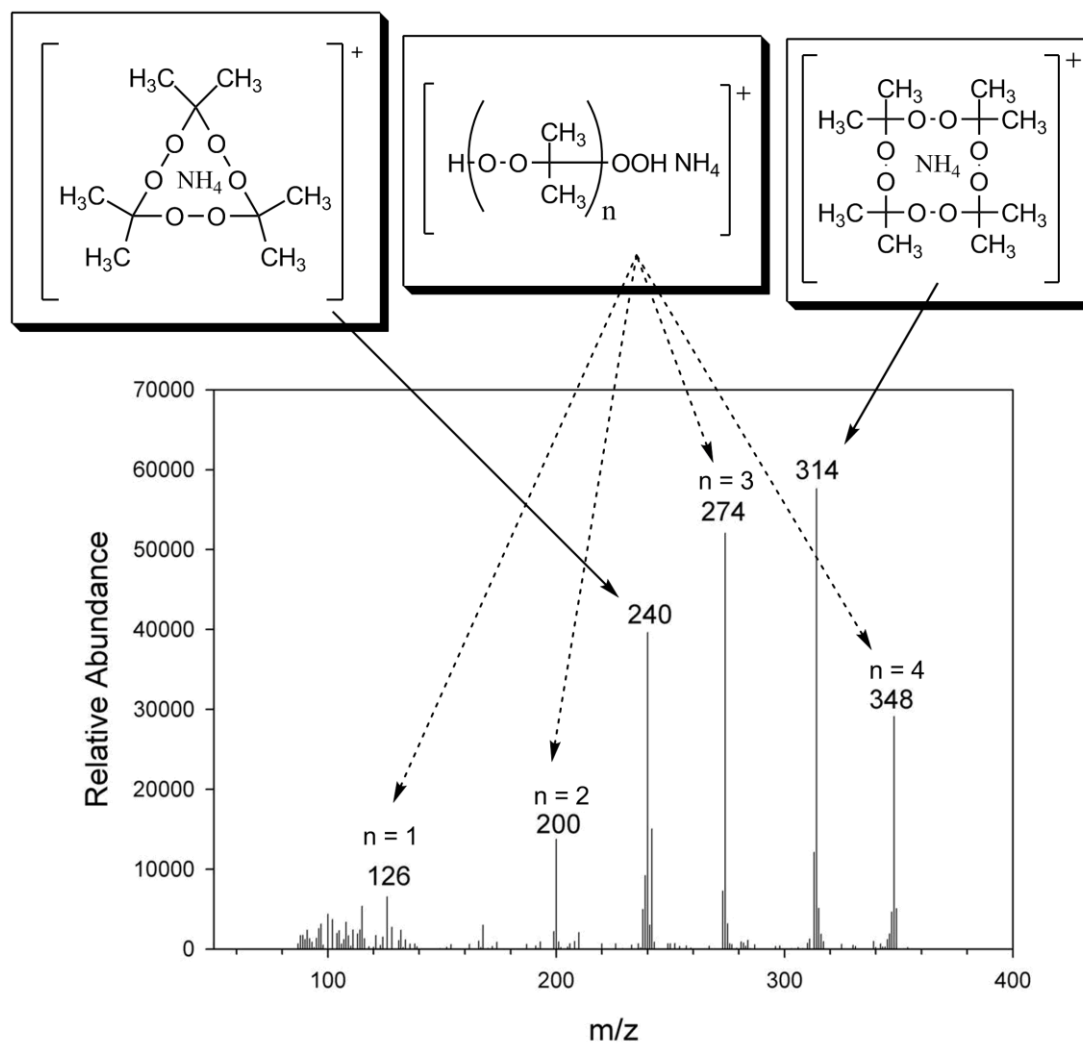 H₃C CH₃
+
O O
O NH₄ O
CH₃
H₃C O-O
H₃C CH₃
+
CH₃
H O-O OOH NH₄
CH₃
n
+
CH₃ CH₃
H₃C O-O CH₃
O O
NH₄
O O
H₃C O-O CH₃
CH₃ CH₃
Relative Abundance
70000
60000
50000
40000
30000
20000
10000
0
n = 1
126
n = 2
200
240
n = 3
274
314
n = 4
348
100 200 300 400
m/z